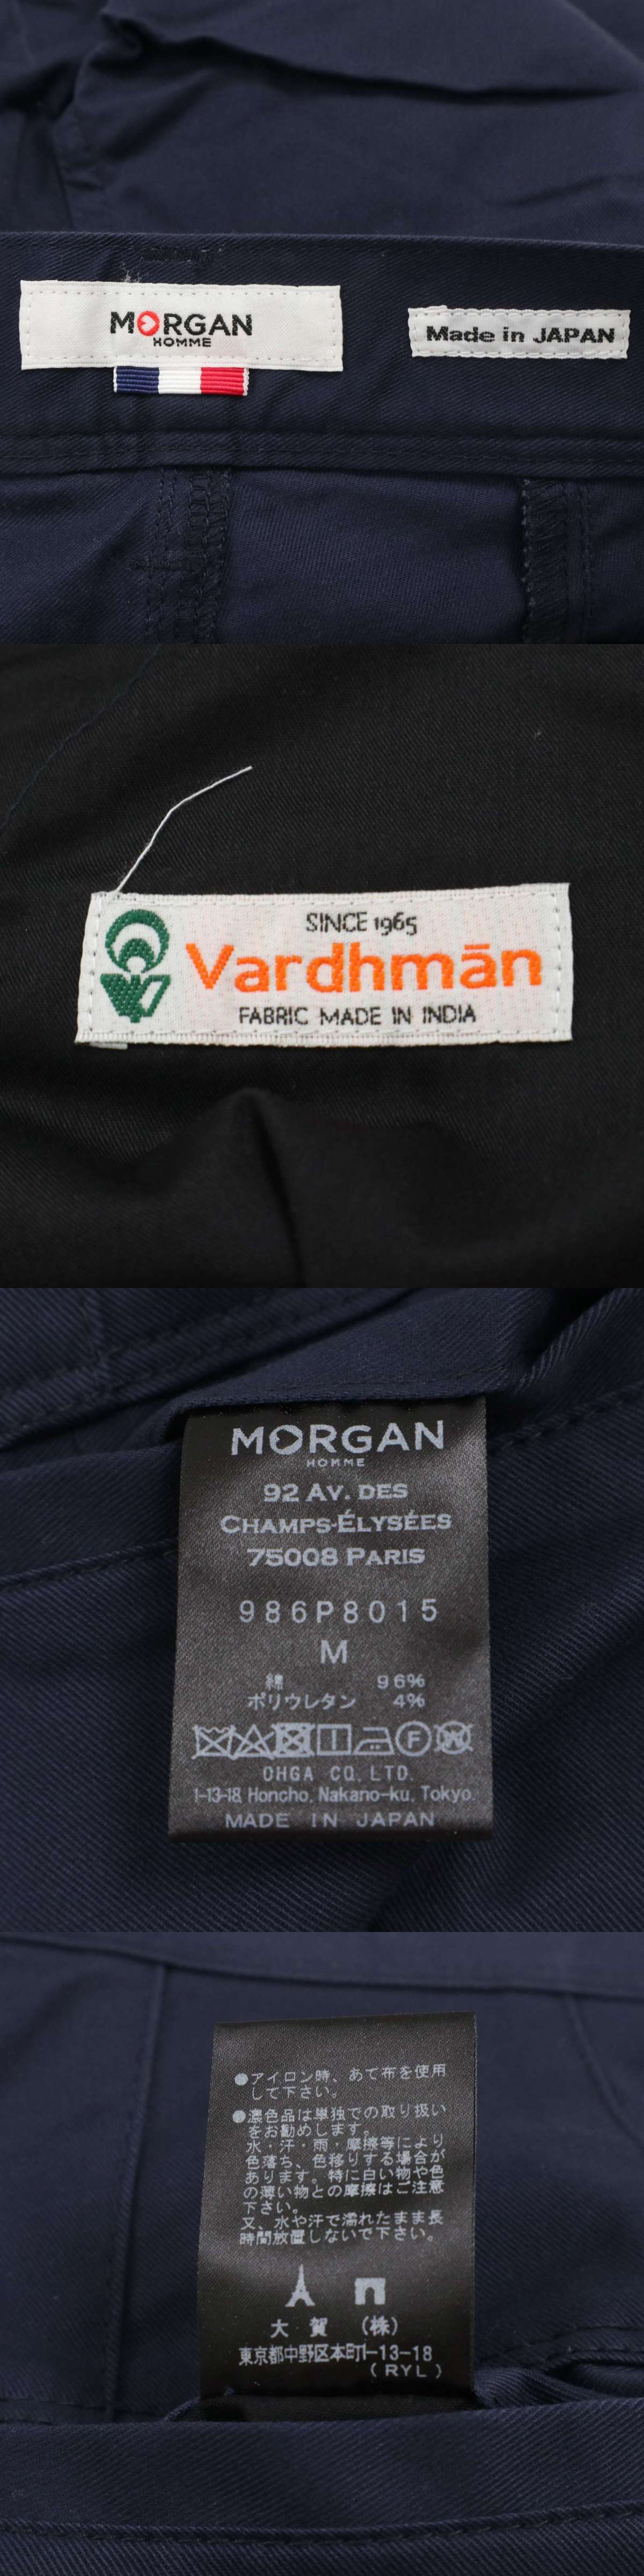 MORGAN
HOMME
Made in JAPAN
SINCE 1965
Vardhmān
FABRIC MADE IN INDIA
MORGAN
HOMME
92 AV. DES
CHAMPS-ÉLYSÉES
75008 PARIS
986P8015
M
綿 96%
ポリウレタン 4%
F W
OHGA CO.,LTD.
1-13-18, Honcho, Nakano-ku, Tokyo.
MADE IN JAPAN
●アイロン時、あて布を使用
して下さい。
●濃色品は単独での取り扱い
をお勧めします。
水・汗・雨・摩擦等により
色落ち、色移りする場合が
あります。特に白い物や色
の薄い物との摩擦はご注意
下さい。
又、水や汗で濡れたまま長
時間放置しないで下さい。
大賀 (株)
東京都中野区本町1-13-18
(RYL)